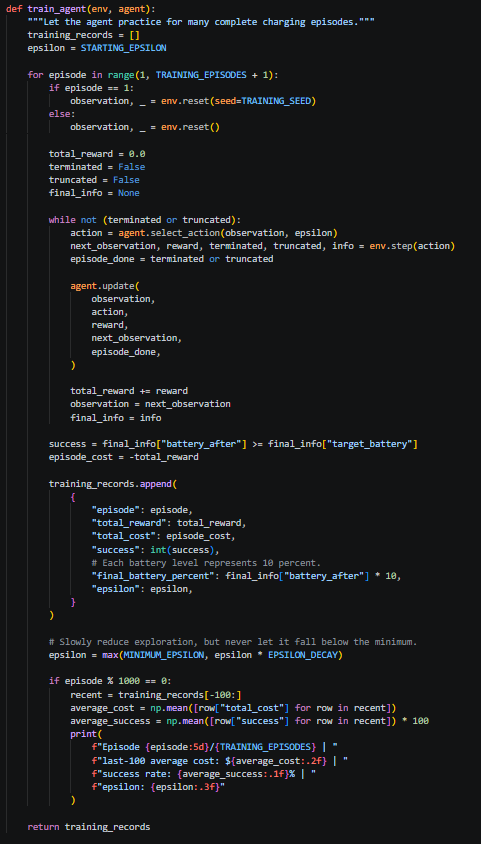 def train_agent(env, agent):
    """Let the agent practice for many complete charging episodes."""
    training_records = []
    epsilon = STARTING_EPSILON

    for episode in range(1, TRAINING_EPISODES + 1):
        if episode == 1:
            observation, _ = env.reset(seed=TRAINING_SEED)
        else:
            observation, _ = env.reset()

        total_reward = 0.0
        terminated = False
        truncated = False
        final_info = None

        while not (terminated or truncated):
            action = agent.select_action(observation, epsilon)
            next_observation, reward, terminated, truncated, info = env.step(action)
            episode_done = terminated or truncated

            agent.update(
                observation,
                action,
                reward,
                next_observation,
                episode_done,
            )

            total_reward += reward
            observation = next_observation
            final_info = info

        success = final_info["battery_after"] >= final_info["target_battery"]
        episode_cost = -total_reward

        training_records.append(
            {
                "episode": episode,
                "total_reward": total_reward,
                "total_cost": episode_cost,
                "success": int(success),
                # Each battery level represents 10 percent.
                "final_battery_percent": final_info["battery_after"] * 10,
                "epsilon": epsilon,
            }
        )

        # Slowly reduce exploration, but never let it fall below the minimum.
        epsilon = max(MINIMUM_EPSILON, epsilon * EPSILON_DECAY)

        if episode % 1000 == 0:
            recent = training_records[-100:]
            average_cost = np.mean([row["total_cost"] for row in recent])
            average_success = np.mean([row["success"] for row in recent]) * 100
            print(
                f"Episode {episode:5d}/{TRAINING_EPISODES} | "
                f"last-100 average cost: ${average_cost:.2f} | "
                f"success rate: {average_success:.1f}% | "
                f"epsilon: {epsilon:.3f}"
            )

    return training_records